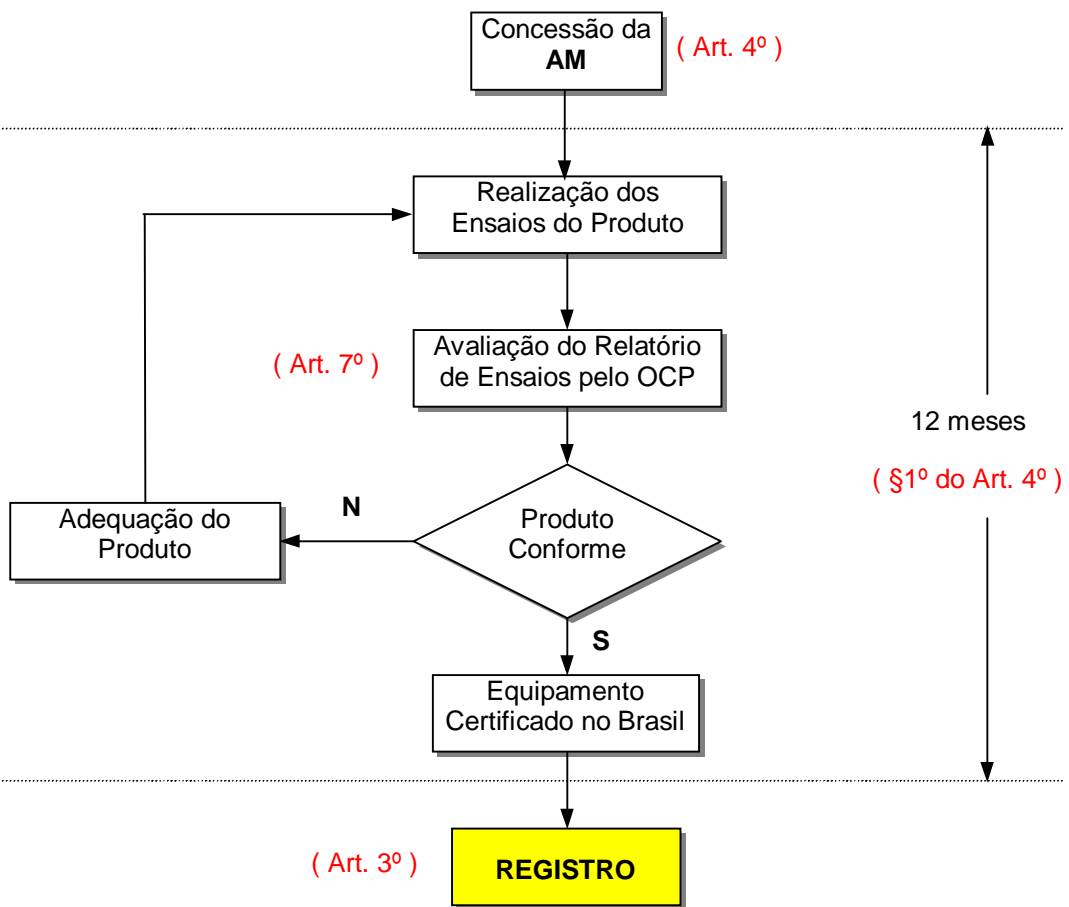 Concessão da
AM
( Art. 4º )
Realização dos
Ensaios do Produto
Avaliação do Relatório
de Ensaios pelo OCP
( Art. 7º )
12 meses
( §1º do Art. 4º )
Produto
Conforme
N
Adequação do
Produto
S
Equipamento
Certificado no Brasil
( Art. 3º )
REGISTRO